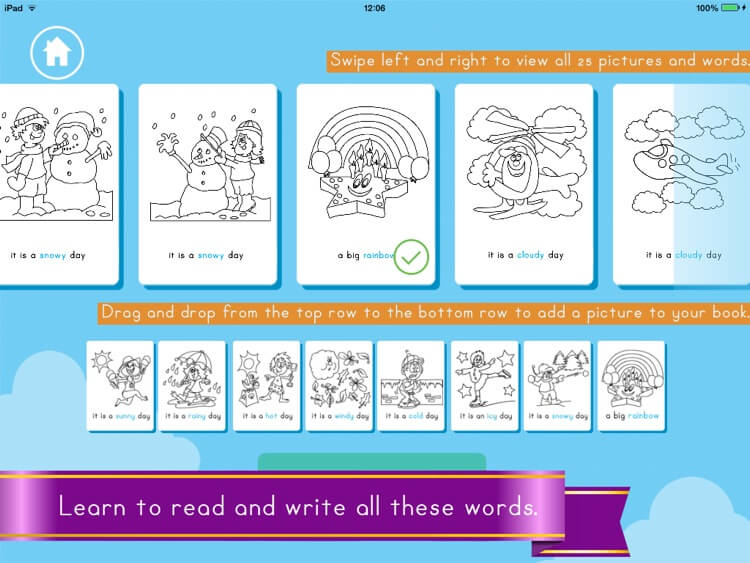 iPad 12:06 100%
Swipe left and right to view all 25 pictures and words.
it is a snowy day
it is a snowy day
a big rainbow
it is a cloudy day
it is a cloudy day
Drag and drop from the top row to the bottom row to add a picture to your book.
it is a sunny day
it is a rainy day
it is a hot day
it is a windy day
it is a cold day
it is an icy day
it is a snowy day
a big rainbow
Learn to read and write all these words.